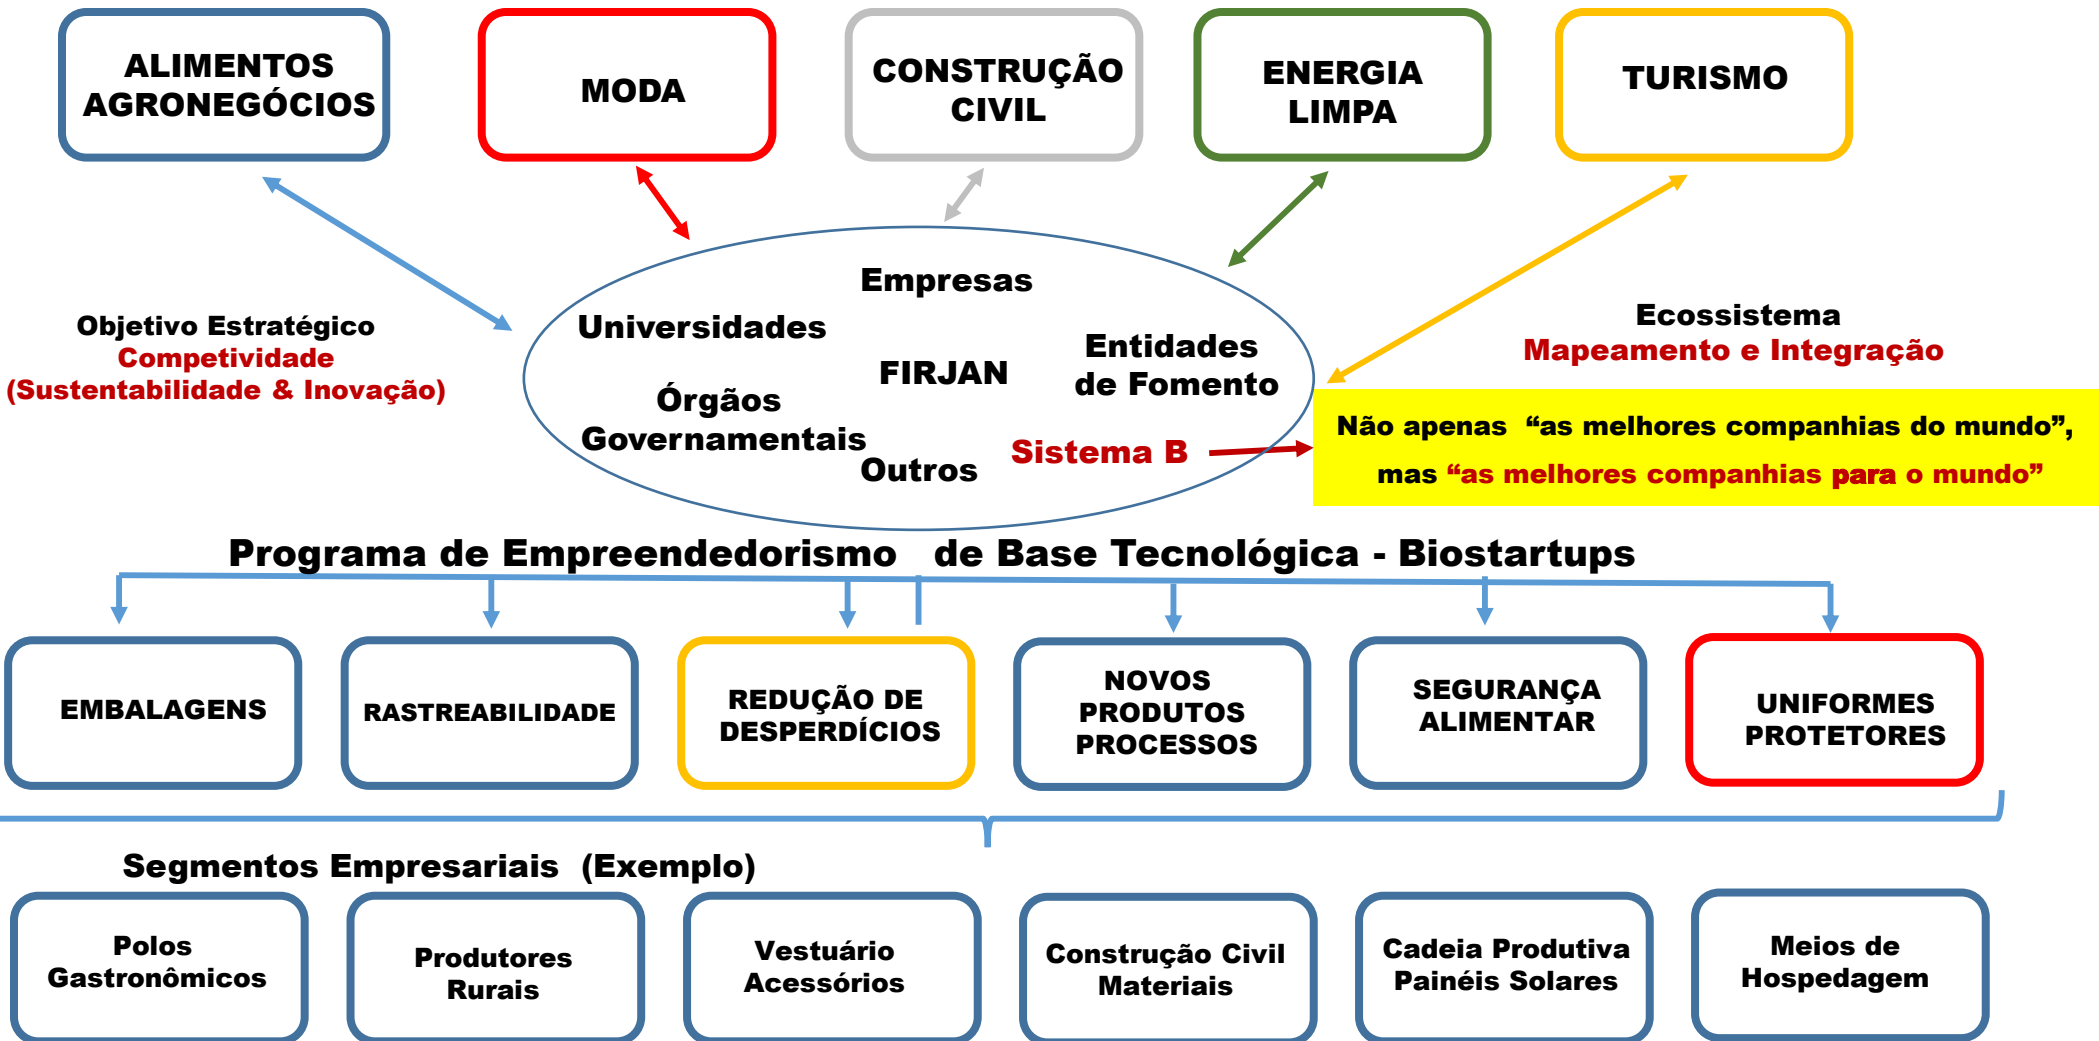 ALIMENTOS
AGRONEGÓCIOS
MODA
CONSTRUÇÃO
CIVIL
ENERGIA
LIMPA
TURISMO
Objetivo Estratégico
Competividade
(Sustentabilidade & Inovação)
Empresas
Universidades
FIRJAN
Entidades
de Fomento
Órgãos
Governamentais
Outros
Sistema B
Ecossistema
Mapeamento e Integração
Não apenas “as melhores companhias do mundo”,
mas “as melhores companhias para o mundo”
Programa de Empreendedorismo de Base Tecnológica - Biostartups
EMBALAGENS
RASTREABILIDADE
REDUÇÃO DE
DESPERDÍCIOS
NOVOS
PRODUTOS
PROCESSOS
SEGURANÇA
ALIMENTAR
UNIFORMES
PROTETORES
Segmentos Empresariais (Exemplo)
Polos
Gastronômicos
Produtores
Rurais
Vestuário
Acessórios
Construção Civil
Materiais
Cadeia Produtiva
Painéis Solares
Meios de
Hospedagem